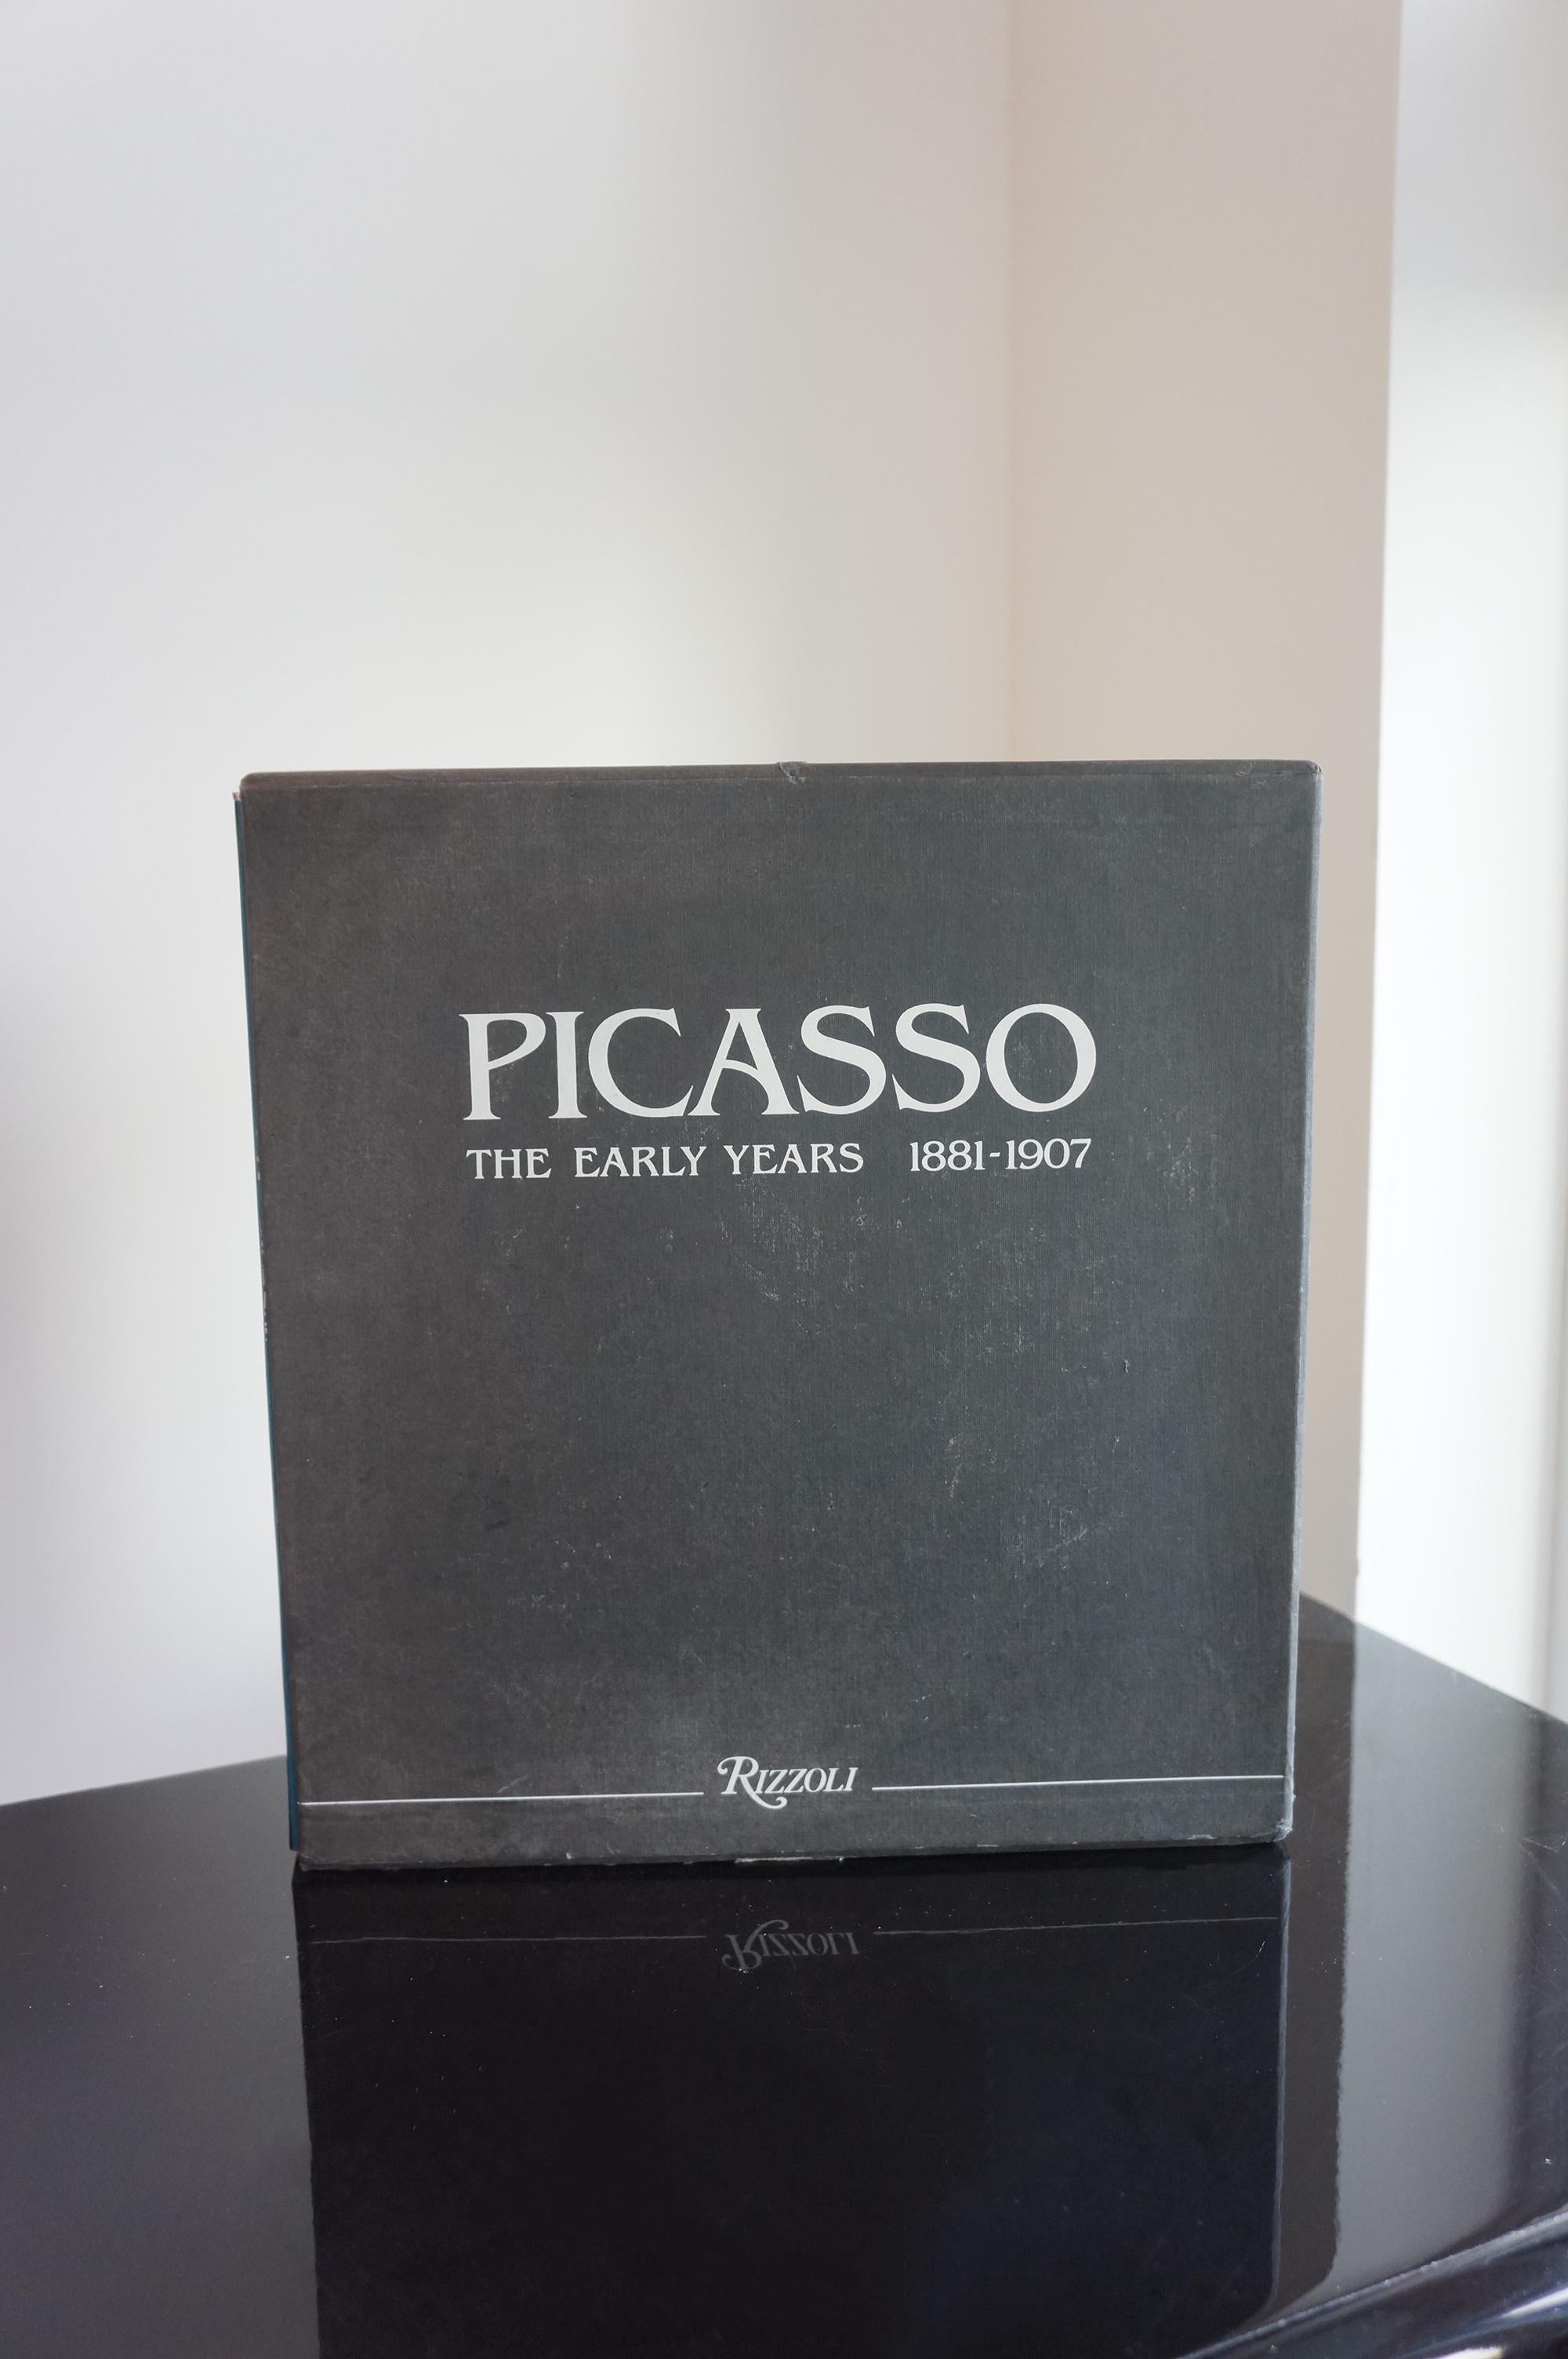 PICASSO
THE EARLY YEARS 1881-1907
RIZZOLI